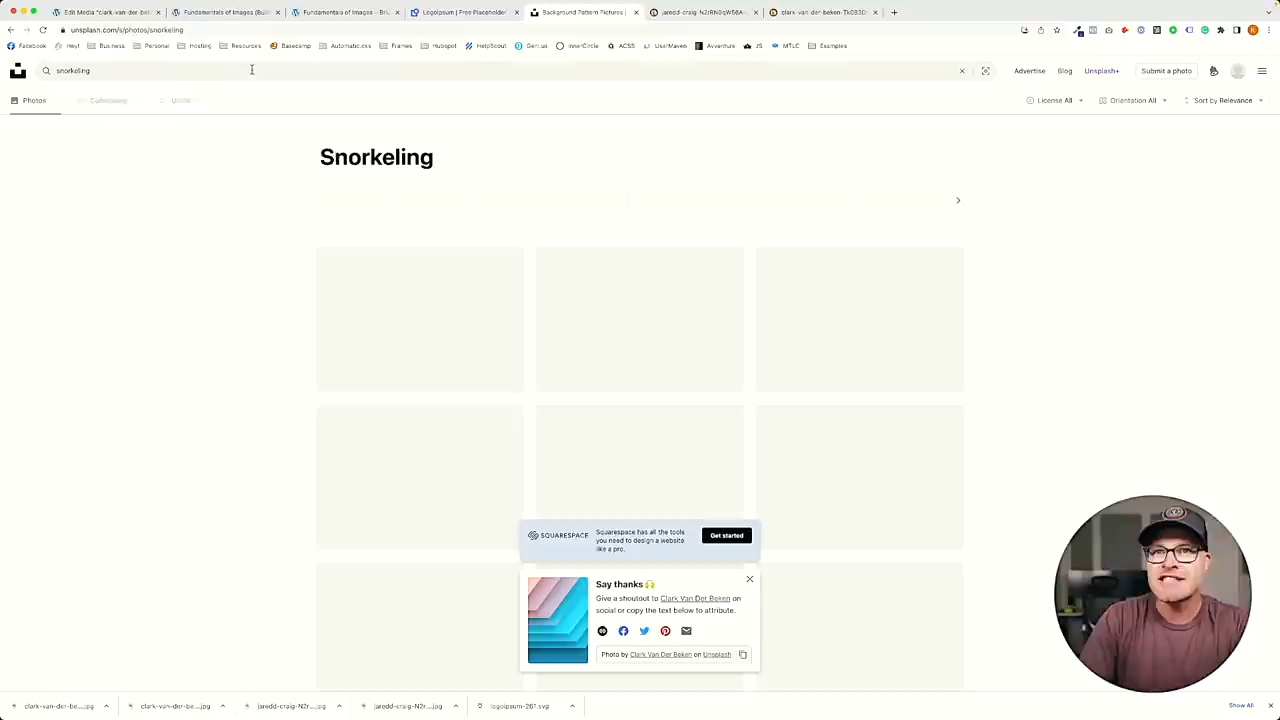 Edit Media "clark-van-der-bek
Fundamentals of Images (Buil
Fundamentals of Images - Bri
Logoipsum | Free Placeholder
Background Pattern Pictures |
jaredd-craig-N2rRN9qW58A-
clark-van-der-beken-Tk0B3D
unsplash.com/s/photos/snorkeling
Facebook
Hey!
Business
Personal
Hosting
Resources
Basecamp
Automatic.css
Frames
Hubspot
HelpScout
InnerCircle
ACSS
UserMaven
Avventure
JS
MTLC
Examples
snorkeling
Advertise
Blog
Unsplash+
Submit a photo
Photos
License All
Orientation All
Sort by Relevance
Snorkeling
SQUARESPACE
Squarespace has all the tools
you need to design a website
like a pro.
Get started
Say thanks 🙌
Give a shoutout to Clark Van Der Beken on
social or copy the text below to attribute.
Photo by Clark Van Der Beken on Unsplash
clark-van-der-be....jpg
clark-van-der-be....jpg
jaredd-craig-N2r....jpg
jaredd-craig-N2r....jpg
logoipsum-261.svg
Show All